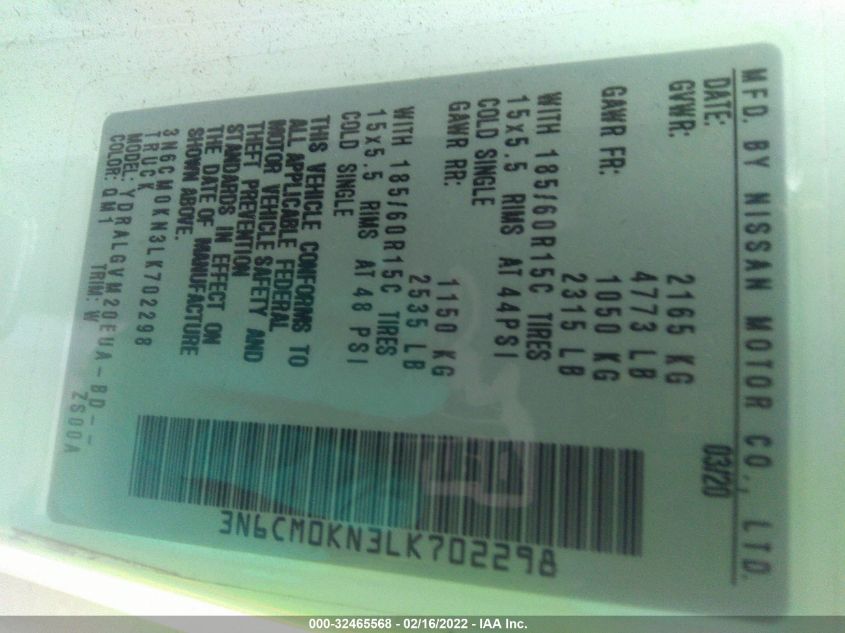 MFD. BY NISSAN MOTOR CO., LTD.
DATE: 03/20
GVWR: 2165 KG
4773 LB
GAWR FR: 1050 KG
2315 LB
WITH 185/60R15C TIRES
15x5.5 RIMS AT 44PSI
COLD SINGLE
GAWR RR: 1150 KG
2535 LB
WITH 185/60R15C TIRES
15x5.5 RIMS AT 48 PSI
COLD SINGLE
THIS VEHICLE CONFORMS TO
ALL APPLICABLE FEDERAL
MOTOR VEHICLE SAFETY AND
THEFT PREVENTION
STANDARDS IN EFFECT ON
THE DATE OF MANUFACTURE
SHOWN ABOVE.
3N6CM0KN3LK702298
TRUCK
MODEL: YDRALGVM20EUA-BD--
COLOR: QM1 TRIM: W ZS00A
3N6CM0KN3LK702298
000-32465568 - 02/16/2022 - IAA Inc.